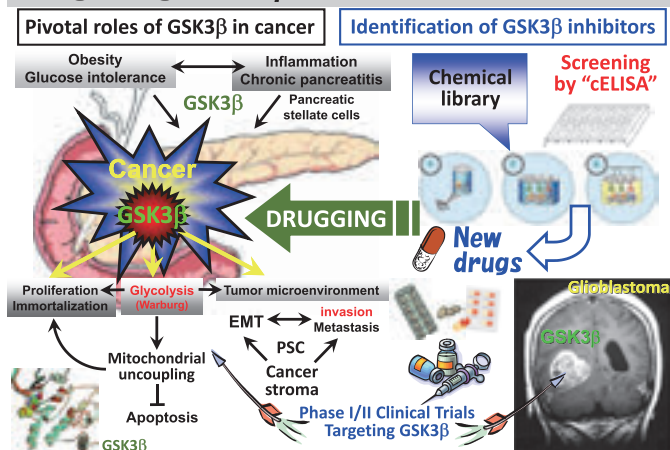 Pivotal roles of GSK3β in cancer
Identification of GSK3β inhibitors
Obesity
Glucose intolerance
Inflammation
Chronic pancreatitis
GSK3β
Pancreatic
stellate cells
Cancer
GSK3β
Chemical
library
Screening
by “cELISA”
DRUGGING
New
drugs
Proliferation
Immortalization
Glycolysis
(Warburg)
Tumor microenvironment
EMT
invasion
Metastasis
PSC
Cancer
stroma
Mitochondrial
uncoupling
Apoptosis
GSK3β
Phase I/II Clinical Trials
Targeting GSK3β
Glioblastoma
GSK3β